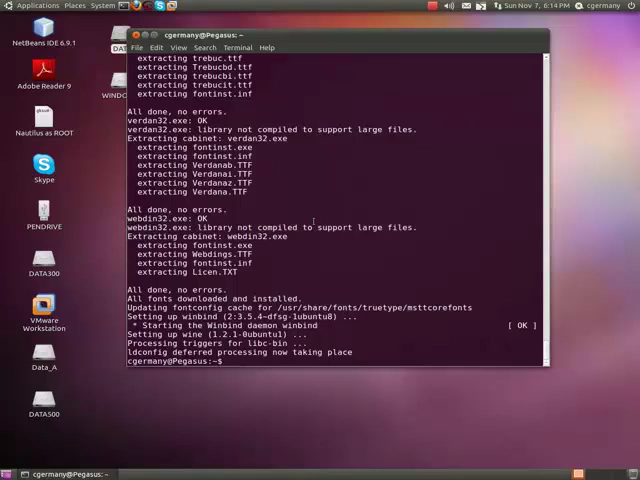 Applications Places System
Sun Nov 7, 6:14 PM cgermany
NetBeans IDE 6.9.1
DAT
Adobe Reader 9
WINDO
Nautilus as ROOT
Skype
PENDRIVE
DATA300
VMware
Workstation
Data_A
DATA500
cgermany@Pegasus: ~
File Edit View Search Terminal Help
extracting trebuc.ttf
extracting Trebucbd.ttf
extracting trebucbi.ttf
extracting trebucit.ttf
extracting fontinst.inf
All done, no errors.
verdan32.exe: OK
verdan32.exe: library not compiled to support large files.
Extracting cabinet: verdan32.exe
extracting fontinst.exe
extracting fontinst.inf
extracting Verdanab.TTF
extracting Verdanai.TTF
extracting Verdanaz.TTF
extracting Verdana.TTF
All done, no errors.
webdin32.exe: OK
webdin32.exe: library not compiled to support large files.
Extracting cabinet: webdin32.exe
extracting fontinst.exe
extracting Webdings.TTF
extracting fontinst.inf
extracting Licen.TXT
All done, no errors.
All fonts downloaded and installed.
Updating fontconfig cache for /usr/share/fonts/truetype/msttcorefonts
Setting up winbind (2:3.5.4~dfsg-1ubuntu8) ...
* Starting the Winbind daemon winbind [ OK ]
Setting up wine (1.2.1-0ubuntu1) ...
Processing triggers for libc-bin ...
ldconfig deferred processing now taking place
cgermany@Pegasus:~$
cgermany@Pegasus: ~